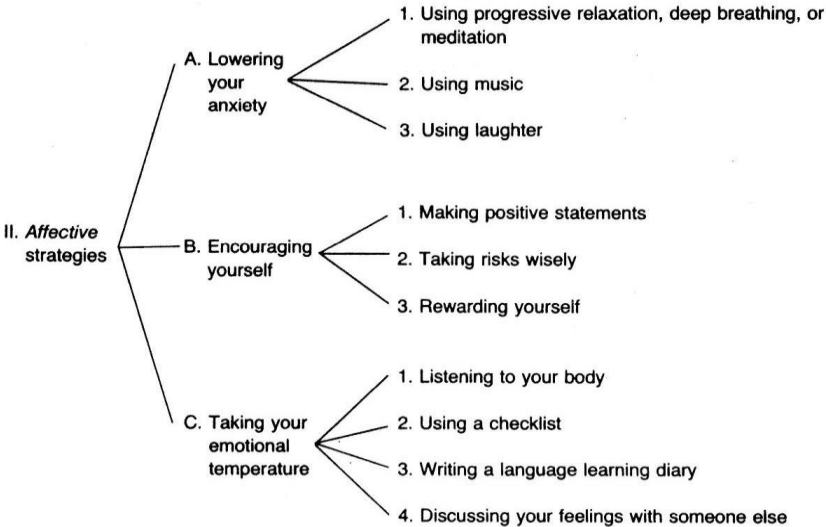 II. Affective
strategies
A. Lowering
your
anxiety
1. Using progressive relaxation, deep breathing, or
meditation
2. Using music
3. Using laughter
B. Encouraging
yourself
1. Making positive statements
2. Taking risks wisely
3. Rewarding yourself
C. Taking your
emotional
temperature
1. Listening to your body
2. Using a checklist
3. Writing a language learning diary
4. Discussing your feelings with someone else